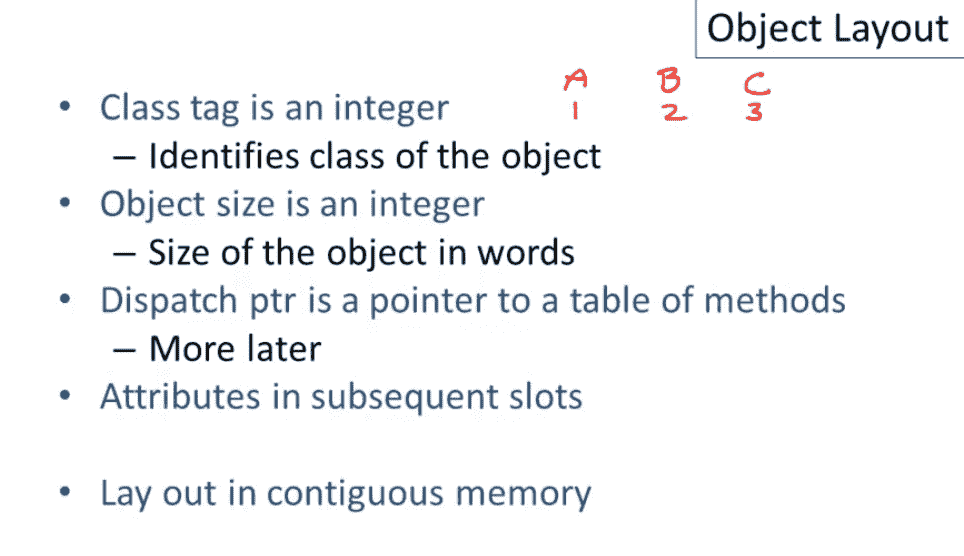 Object Layout
A B C
• Class tag is an integer 1 2 3
– Identifies class of the object
• Object size is an integer
– Size of the object in words
• Dispatch ptr is a pointer to a table of methods
– More later
• Attributes in subsequent slots
• Lay out in contiguous memory